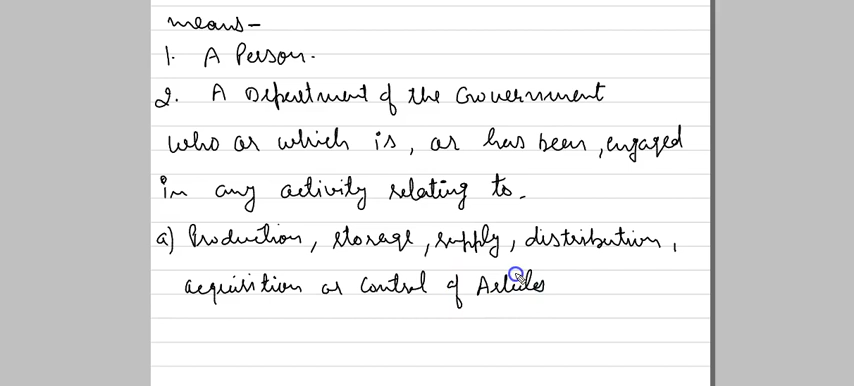 means-
1. A Person.
2. A Department of the Government
who or which is, or has been, engaged
in any activity relating to-
a) Production, storage, supply, distribution,
acquisition or control of Articles